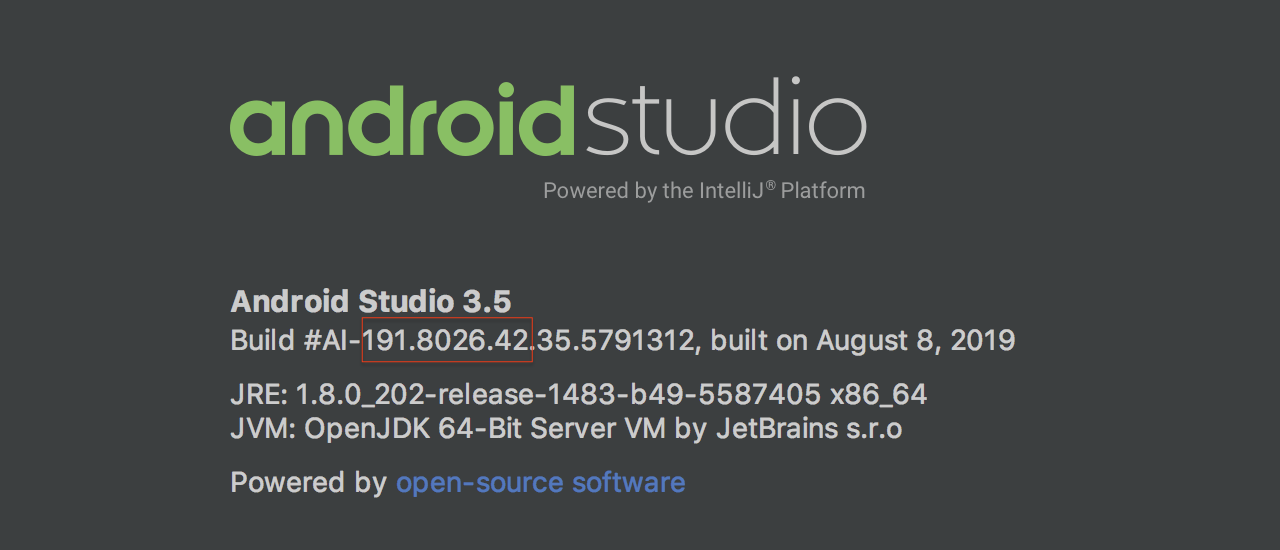 androidstudio
Powered by the IntelliJ® Platform
Android Studio 3.5
Build #AI-191.8026.42.35.5791312, built on August 8, 2019
JRE: 1.8.0_202-release-1483-b49-5587405 x86_64
JVM: OpenJDK 64-Bit Server VM by JetBrains s.r.o
Powered by open-source software